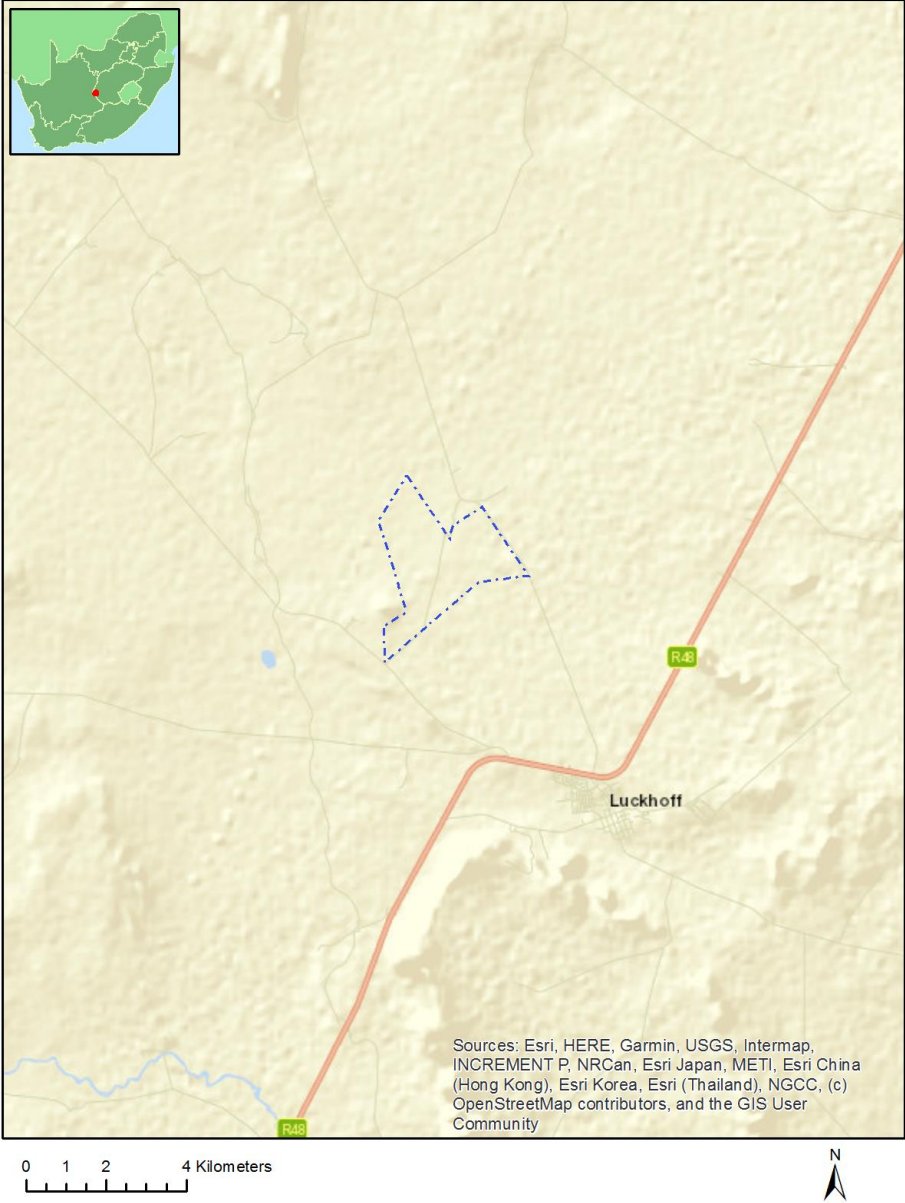 R48
Luckhoff
Sources: Esri, HERE, Garmin, USGS, Intermap,
INCREMENT P, NRCan, Esri Japan, METI, Esri China
(Hong Kong), Esri Korea, Esri (Thailand), NGCC, (c)
OpenStreetMap contributors, and the GIS User
Community
R48
0 1 2 4 Kilometers
N